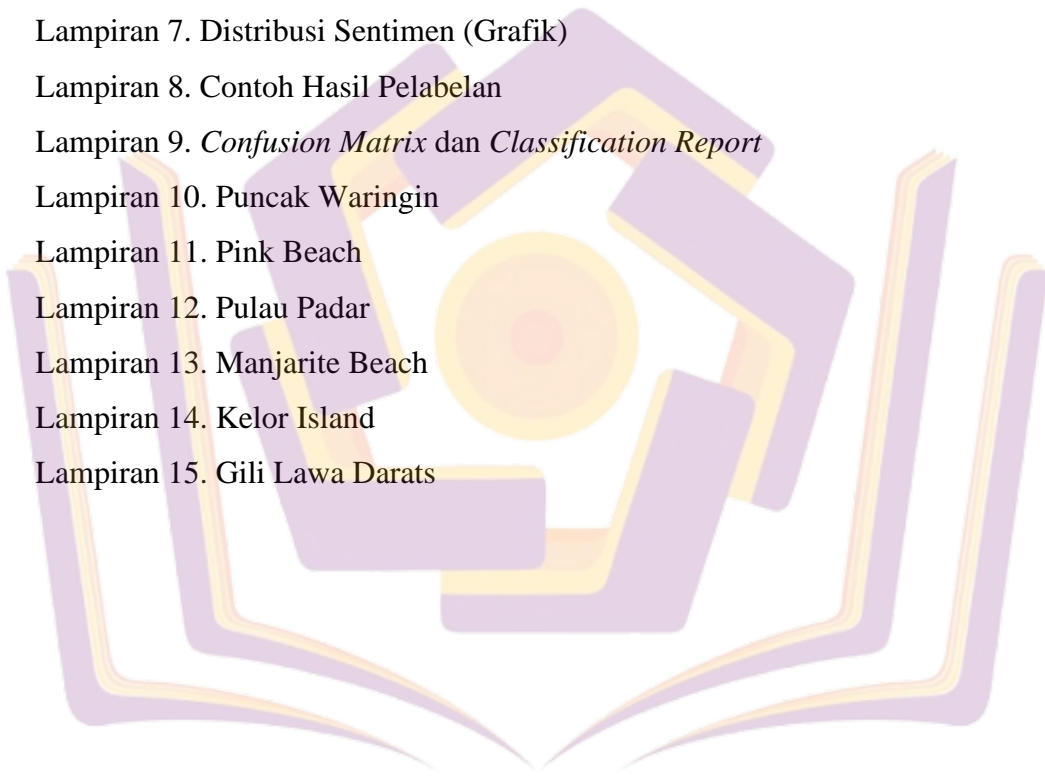 Lampiran 7. Distribusi Sentimen (Grafik)
Lampiran 8. Contoh Hasil Pelabelan
Lampiran 9. Confusion Matrix dan Classification Report
Lampiran 10. Puncak Waringin
Lampiran 11. Pink Beach
Lampiran 12. Pulau Padar
Lampiran 13. Manjarite Beach
Lampiran 14. Kelor Island
Lampiran 15. Gili Lawa Darats